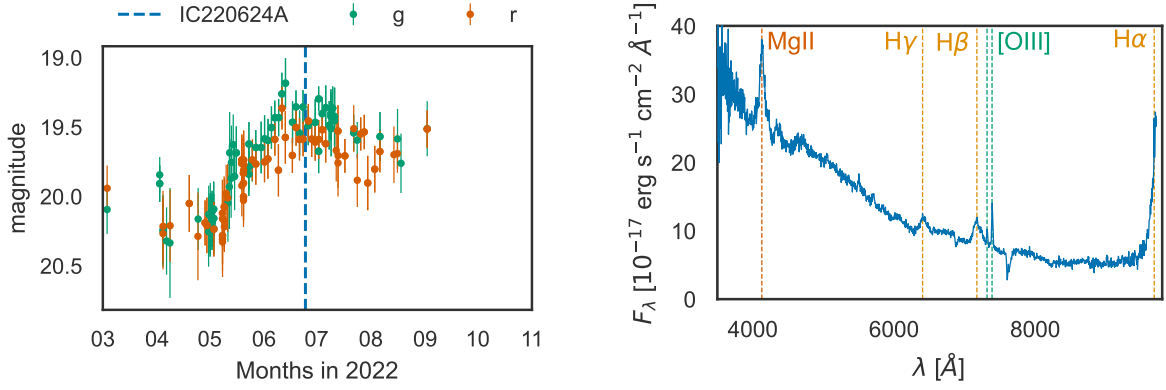 IC220624A g r
19.0
19.5
20.0
20.5
magnitude
03 04 05 06 07 08 09 10 11
Months in 2022
40
30
20
10
0
Fλ [10−17 erg s−1 cm−2 Å−1]
MgII Hγ Hβ [OIII] Hα
4000 6000 8000
λ [Å]